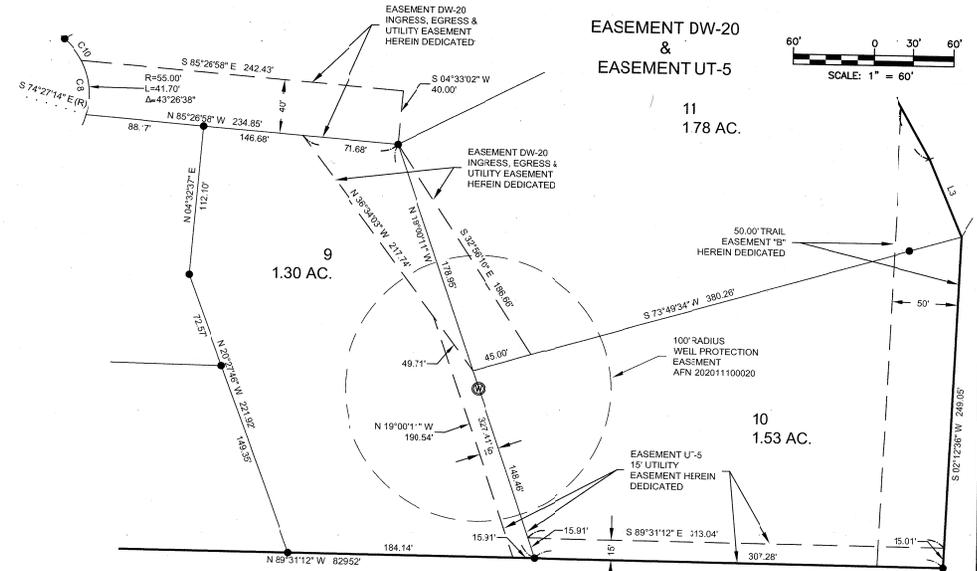 EASEMENT DW-20
INGRESS, EGRESS &
UTILITY EASEMENT
HEREIN DEDICATED
EASEMENT DW-20
&
EASEMENT UT-5
60' 0 30' 60'
SCALE: 1" = 60'
C10
S 85°26'58" E 242.43'
S 04°33'02" W
40.00'
C8
R=55.00'
L=41.70'
Δ=43°26'38"
40'
S 74°27'14" E (R)
N 85°26'58" W 234.85'
146.68'
71.68'
11
1.78 AC.
EASEMENT DW-20
INGRESS, EGRESS &
UTILITY EASEMENT
HEREIN DEDICATED
N 04°32'37" E
112.10'
L3
N 36°34'03" W 217.74'
N 19°00'11" W
178.95'
S 32°56'10" E
186.66'
9
1.30 AC.
50.00' TRAIL
EASEMENT "B"
HEREIN DEDICATED
S 73°49'34" W 380.26'
50'
72.57'
N 20°27'46" W 221.92'
149.35'
49.71'
45.00'
W
100' RADIUS
WELL PROTECTION
EASEMENT
AFN 202011100020
S 02°12'36" W 249.05'
10
1.53 AC.
N 19°00'11" W
190.54'
327.41'
148.46'
EASEMENT UT-5
15' UTILITY
EASEMENT HEREIN
DEDICATED
15.91'
15.91'
S 89°31'12" E
15'
15.01'
184.14'
307.28'
N 89°31'12" W